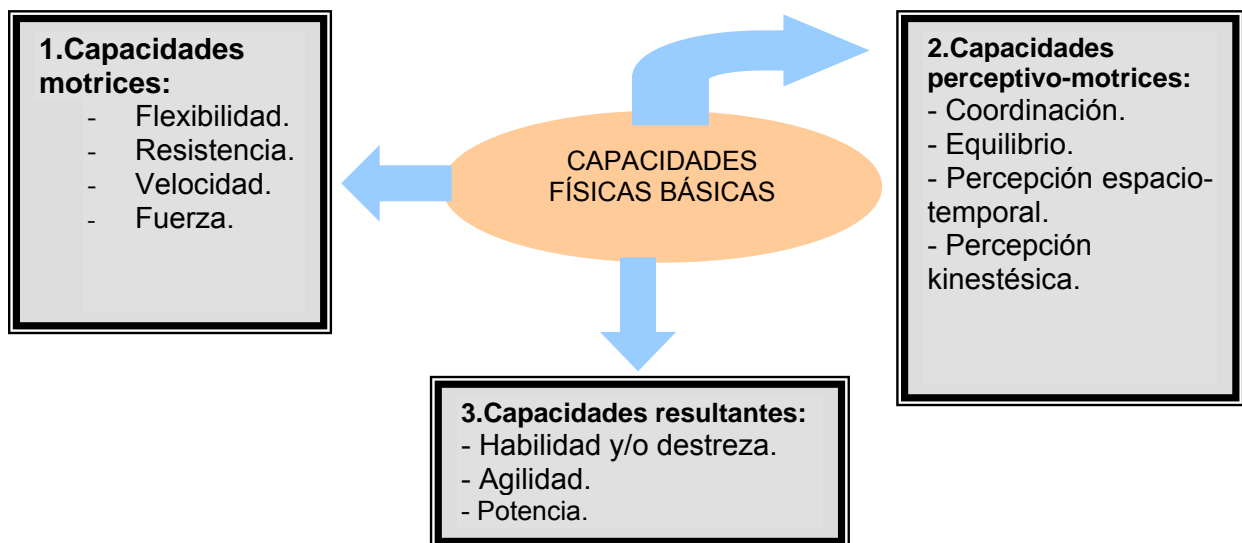 1.Capacidades
motrices:
- Flexibilidad.
- Resistencia.
- Velocidad.
- Fuerza.
CAPACIDADES
FÍSICAS BÁSICAS
2.Capacidades
perceptivo-motrices:
- Coordinación.
- Equilibrio.
- Percepción espacio-
temporal.
- Percepción
kinestésica.
3.Capacidades resultantes:
- Habilidad y/o destreza.
- Agilidad.
- Potencia.